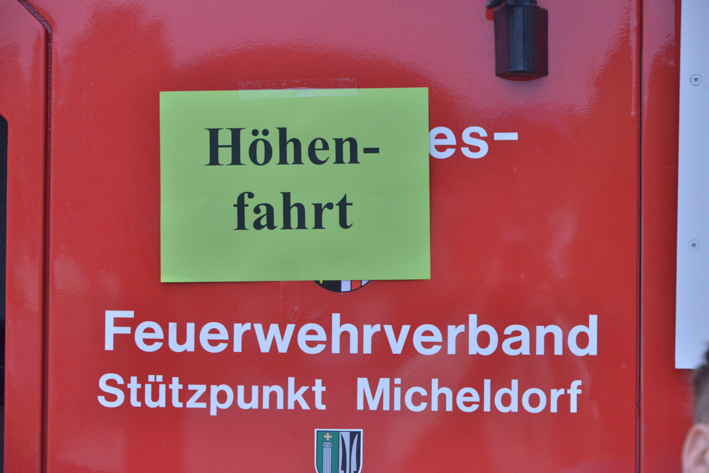 Höhen-
fahrt
es-
Feuerwehrverband
Stützpunkt Micheldorf